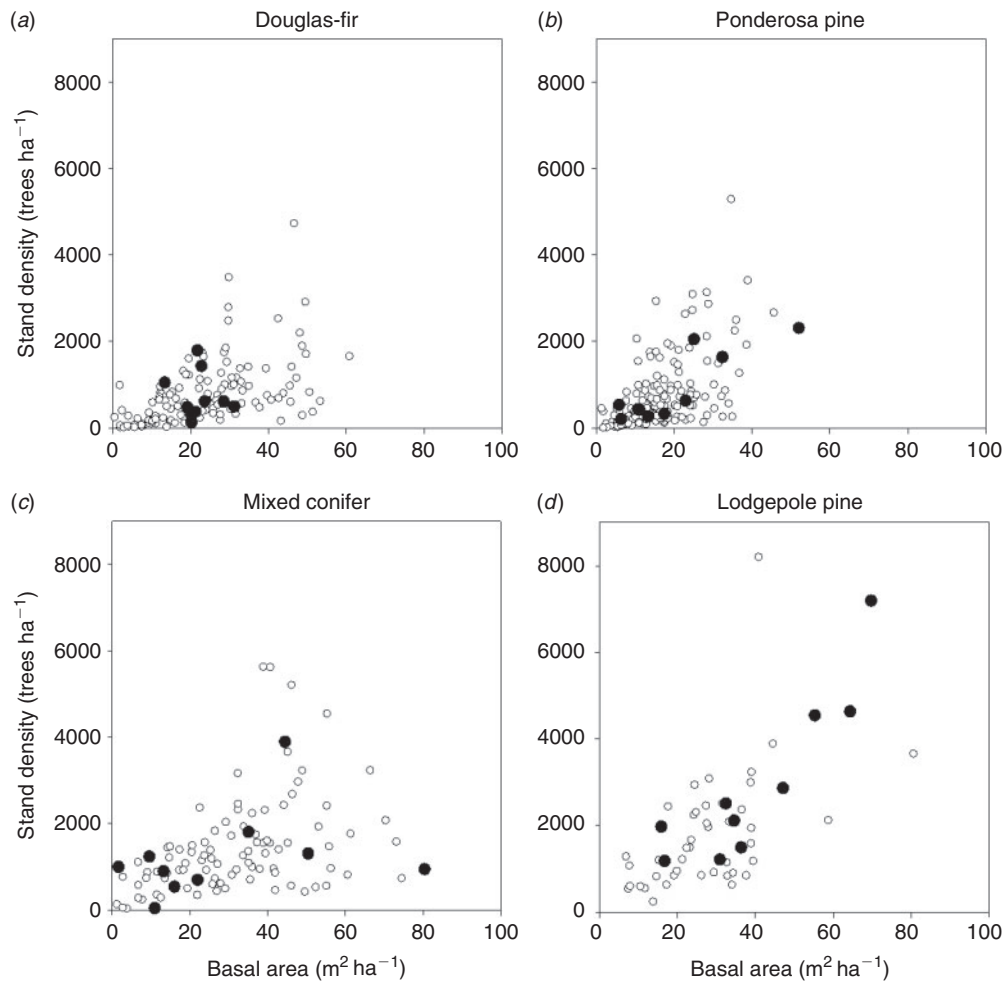 (a) Douglas-fir
(b) Ponderosa pine
Stand density (trees ha−1)
8000
6000
4000
2000
0
0 20 40 60 80 100
8000
6000
4000
2000
0
0 20 40 60 80 100
(c) Mixed conifer
(d) Lodgepole pine
Stand density (trees ha−1)
8000
6000
4000
2000
0
0 20 40 60 80 100
Basal area (m2 ha−1)
8000
6000
4000
2000
0
0 20 40 60 80 100
Basal area (m2 ha−1)